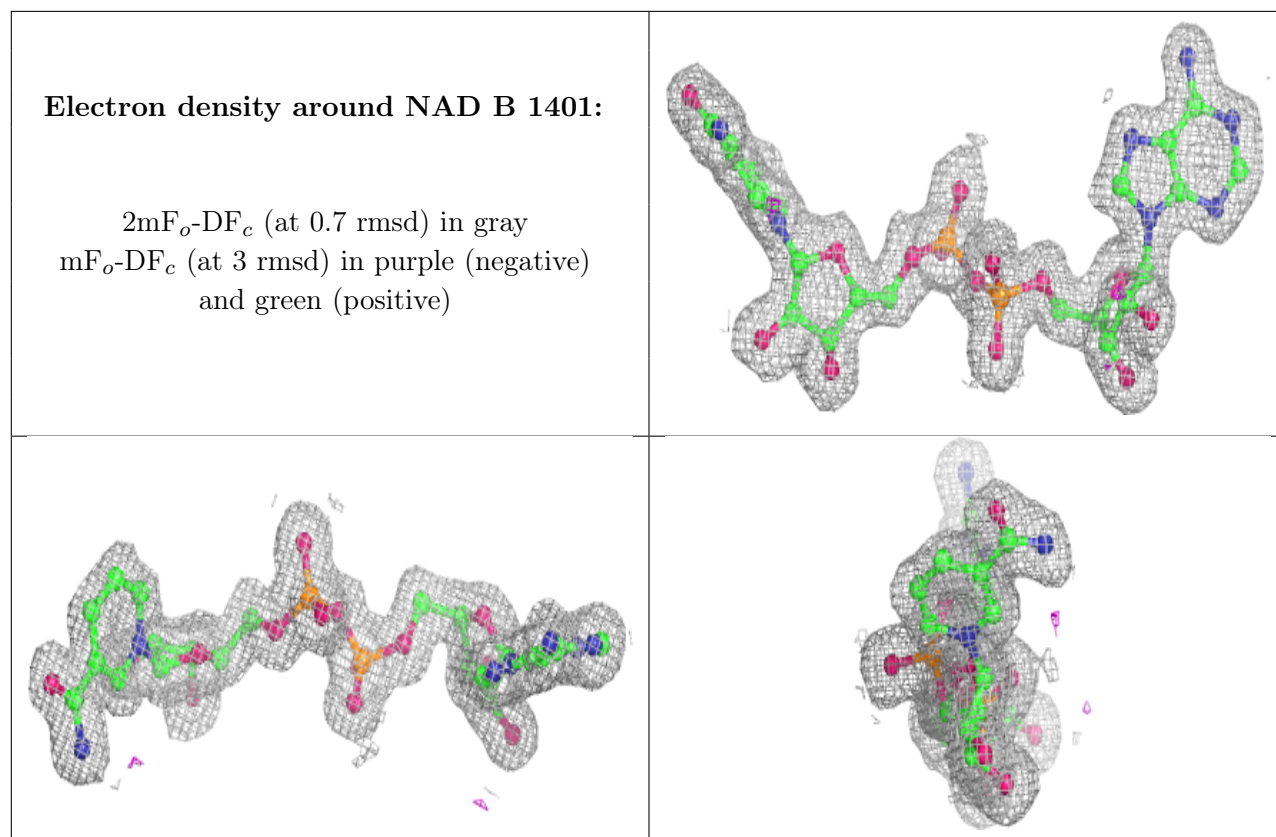 Electron density around NAD B 1401:
2mFo-DFc (at 0.7 rmsd) in gray
mFo-DFc (at 3 rmsd) in purple (negative)
and green (positive)